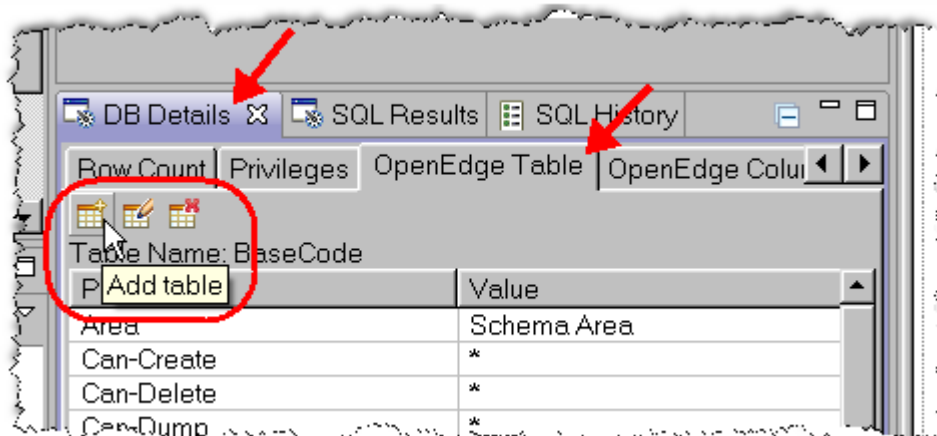 DB Details SQL Results SQL History
Row Count Privileges OpenEdge Table OpenEdge Colu
Table Name: BaseCode
P Add table Value
Area Schema Area
Can-Create *
Can-Delete *
Can-Dump *